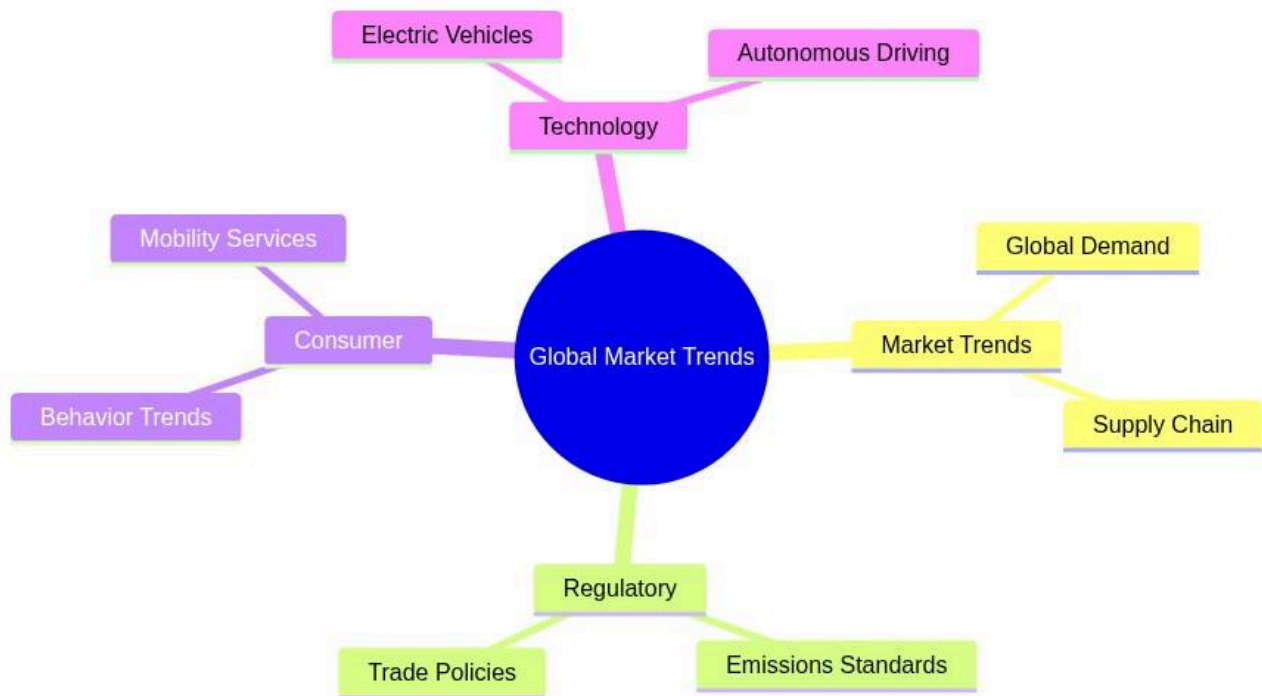 Electric Vehicles
Autonomous Driving
Technology
Mobility Services
Global Demand
Consumer
Global Market Trends
Market Trends
Behavior Trends
Supply Chain
Regulatory
Trade Policies
Emissions Standards